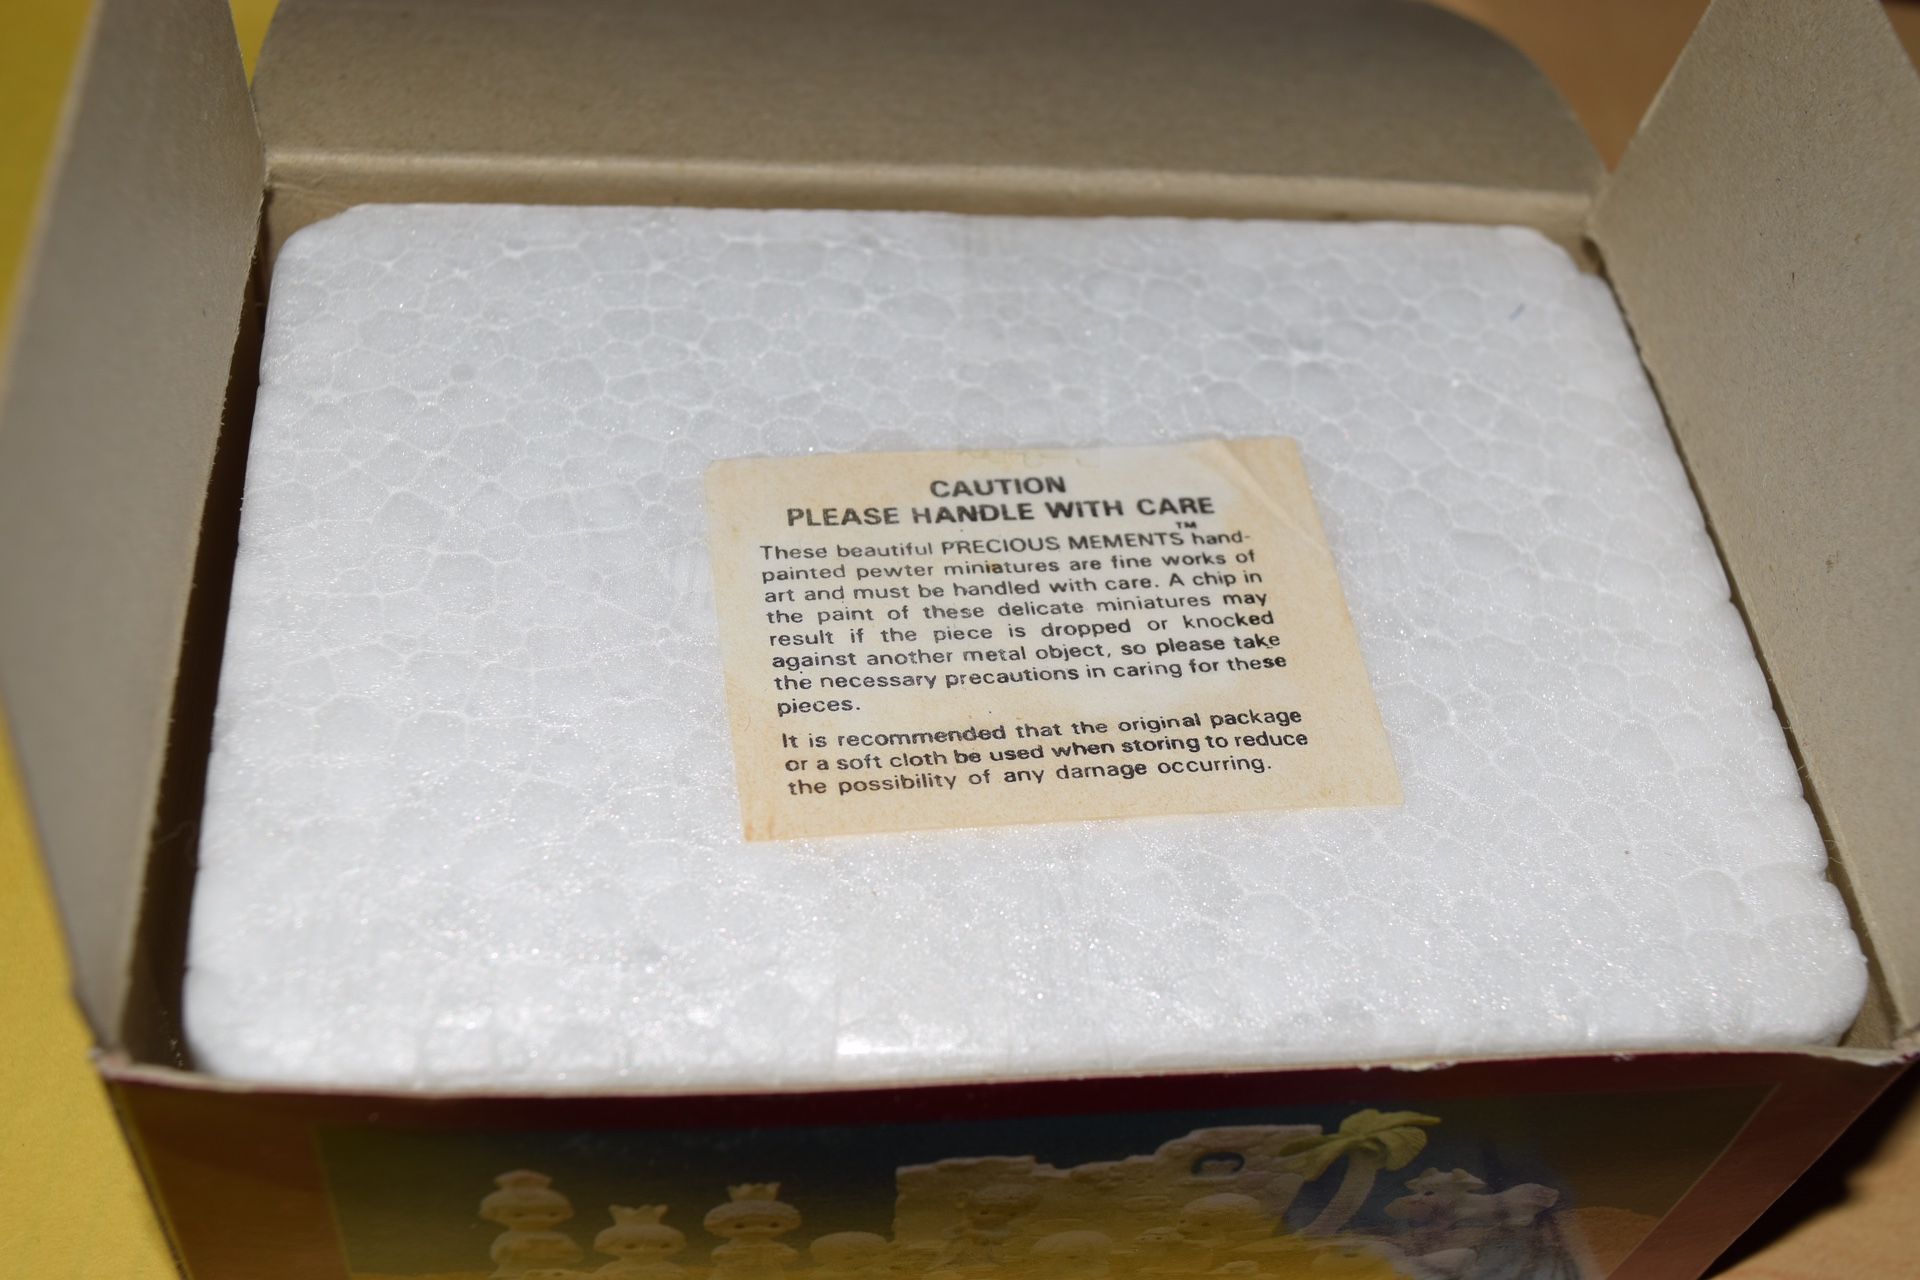 CAUTION
PLEASE HANDLE WITH CARE
These beautiful PRECIOUS MEMENTS™ hand-
painted pewter miniatures are fine works of
art and must be handled with care. A chip in
the paint of these delicate miniatures may
result if the piece is dropped or knocked
against another metal object, so please take
the necessary precautions in caring for these
pieces.
It is recommended that the original package
or a soft cloth be used when storing to reduce
the possibility of any damage occurring.